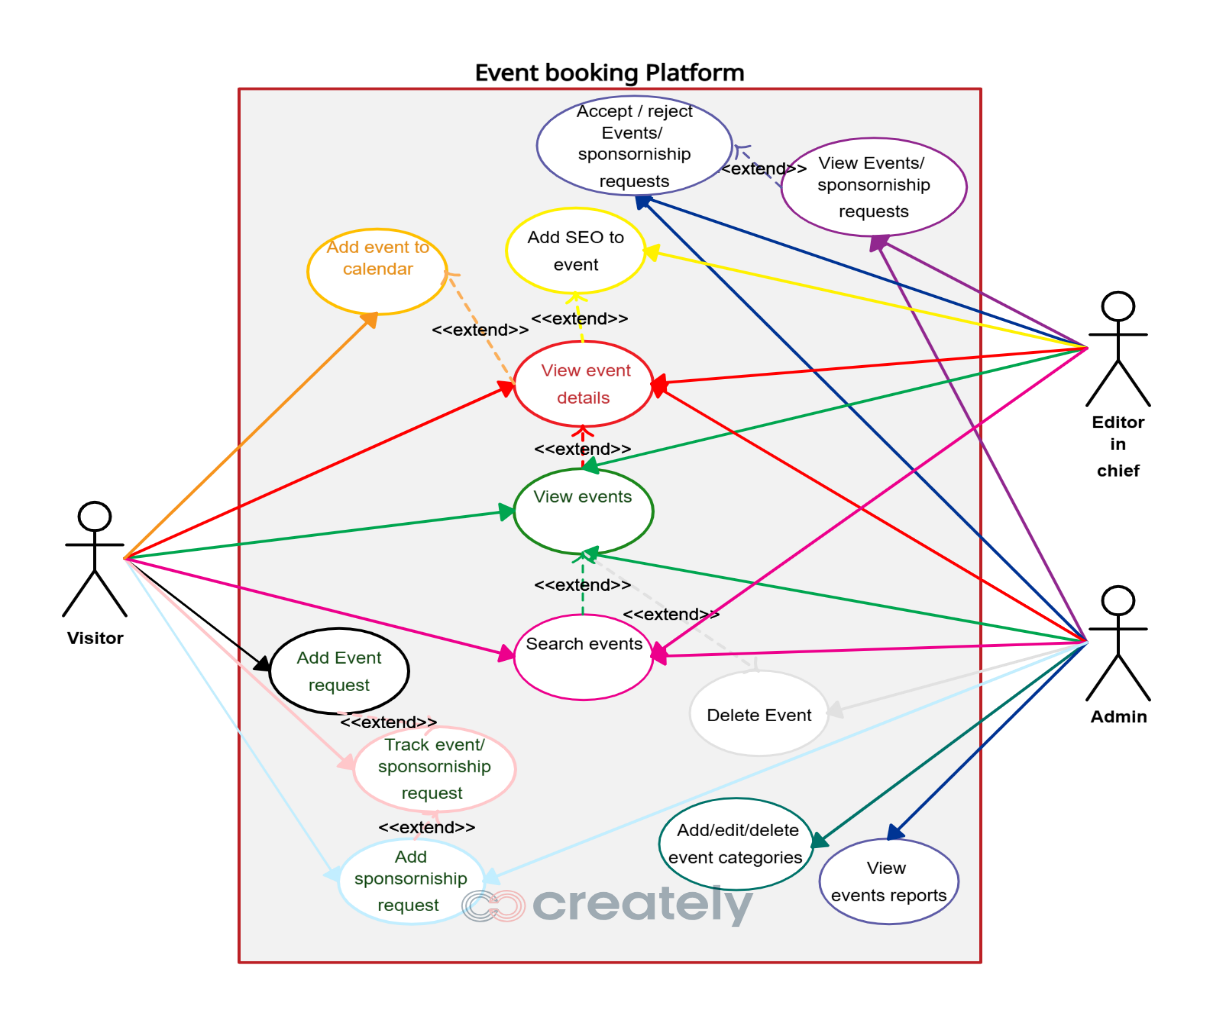 Event booking Platform
Accept / reject
Events/
sponsorniship
requests
<<extend>>
View Events/
sponsorniship
requests
Add SEO to
event
Add event to
calendar
<<extend>>
<<extend>>
View event
details
<<extend>>
View events
<<extend>>
<<extend>>
Search events
Delete Event
Add Event
request
<<extend>>
Track event/
sponsorniship
request
<<extend>>
Add
sponsorniship
request
Add/edit/delete
event categories
View
events reports
creately
Visitor
Editor
in
chief
Admin